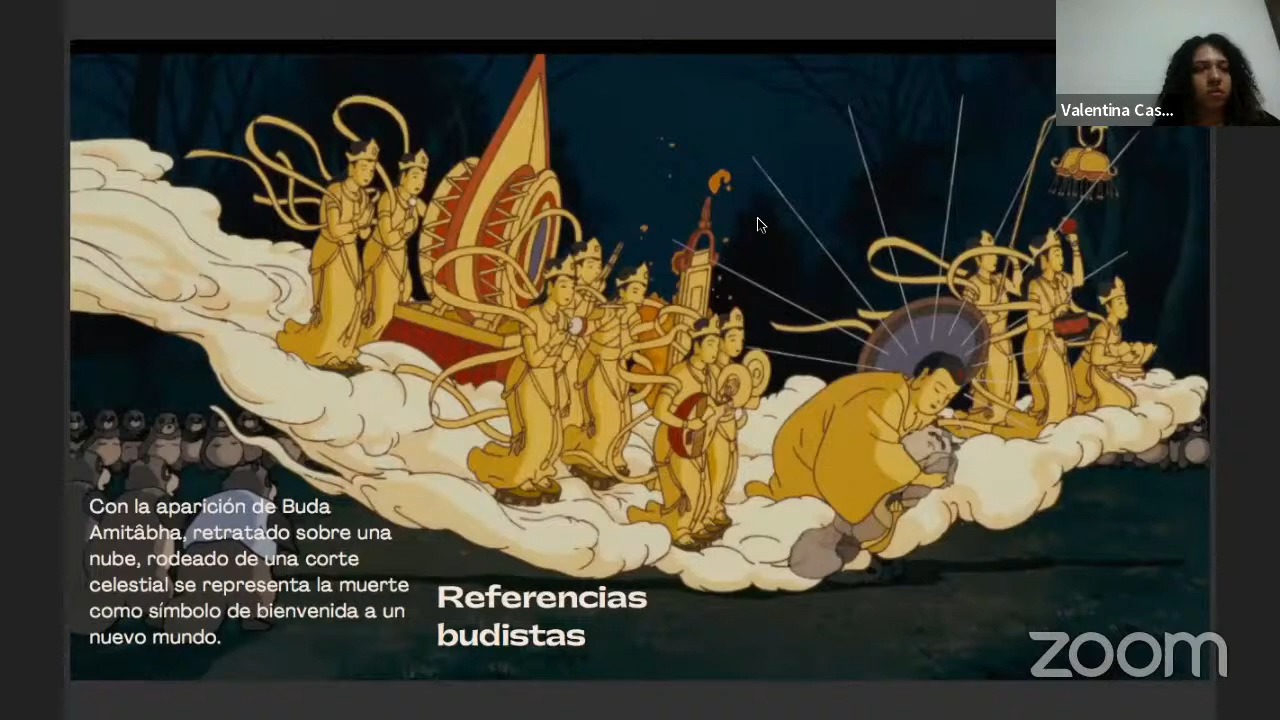 Valentina Cas...
Con la aparición de Buda
Amitâbha, retratado sobre una
nube, rodeado de una corte
celestial se representa la muerte
como símbolo de bienvenida a un
nuevo mundo.
Referencias
budistas
zoom